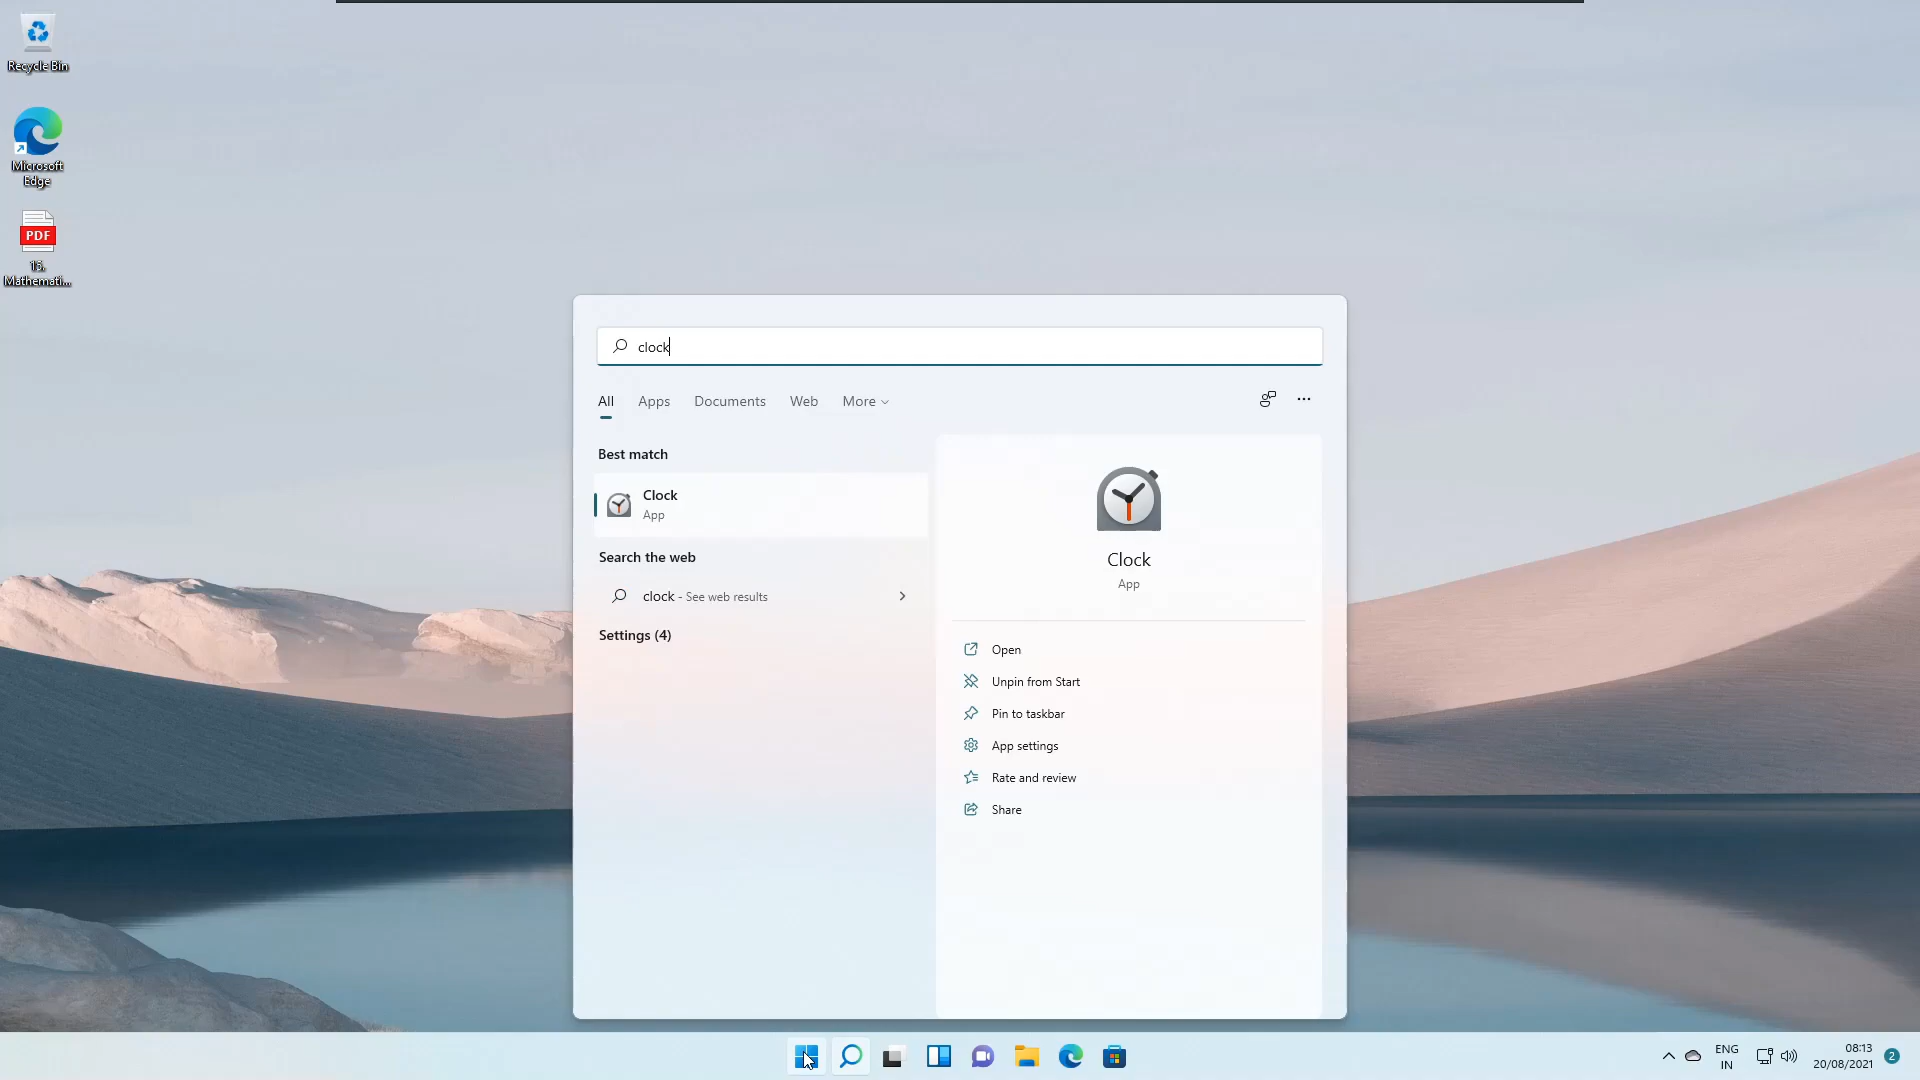 Recycle Bin
Microsoft
Edge
PDF
15.
Mathemati...
clock
All
Apps
Documents
Web
More
Best match
Clock
App
Search the web
clock - See web results
Settings (4)
Clock
App
Open
Unpin from Start
Pin to taskbar
App settings
Rate and review
Share
ENG
IN
08:13
20/08/2021
2